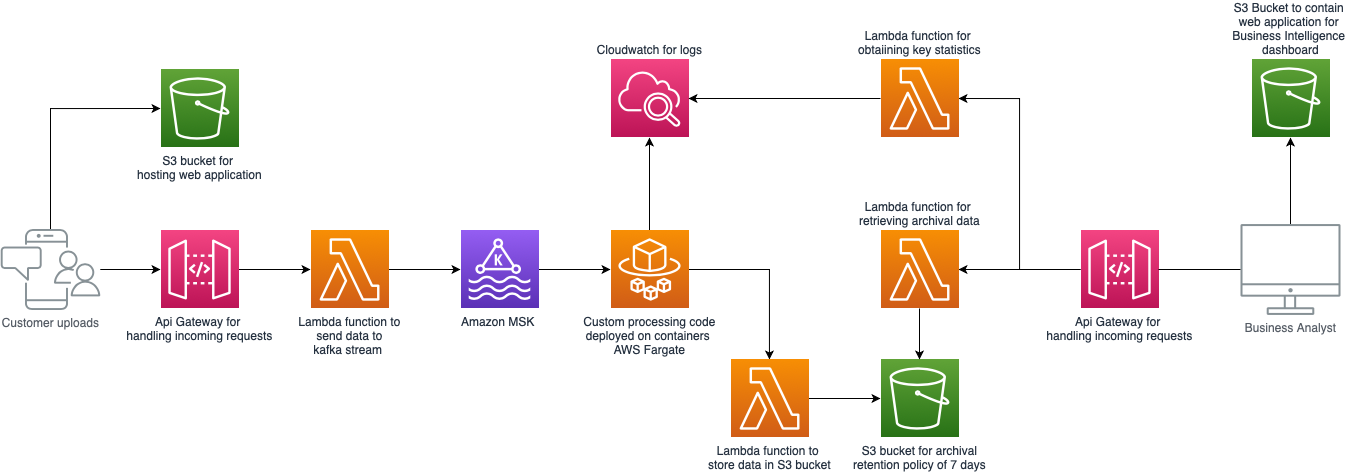 S3 Bucket to contain
web application for
Business Intelligence
dashboard
Lambda function for
obtaiining key statistics
Cloudwatch for logs
S3 bucket for
hosting web application
Lambda function for
retrieving archival data
</>
K
</>
Customer uploads
Api Gateway for
handling incoming requests
Lambda function to
send data to
kafka stream
Amazon MSK
Custom processing code
deployed on containers
AWS Fargate
Api Gateway for
handling incoming requests
Business Analyst
Lambda function to
store data in S3 bucket
S3 bucket for archival
retention policy of 7 days